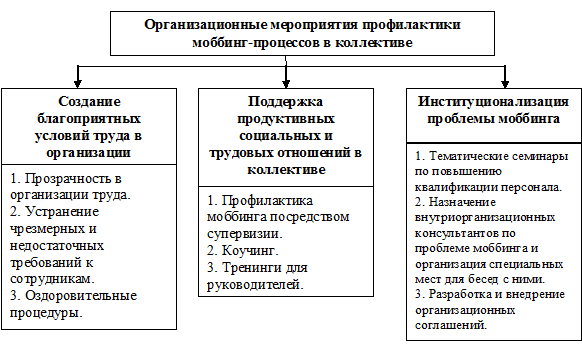 Организационные мероприятия профилактики
моббинг-процессов в коллективе
Создание
благоприятных
условий труда в
организации
1. Прозрачность в
организации труда.
2. Устранение
чрезмерных и
недостаточных
требований к
сотрудникам.
3. Оздоровительные
процедуры.
Поддержка
продуктивных
социальных и
трудовых отношений в
коллективе
1. Профилактика
моббинга посредством
супервизии.
2. Коучинг.
3. Тренинги для
руководителей.
Институционализация
проблемы моббинга
1. Тематические семинары
по повышению
квалификации персонала.
2. Назначение
внутриорганизационных
консультантов по
проблеме моббинга и
организация специальных
мест для бесед с ними.
3. Разработка и внедрение
организационных
соглашений.